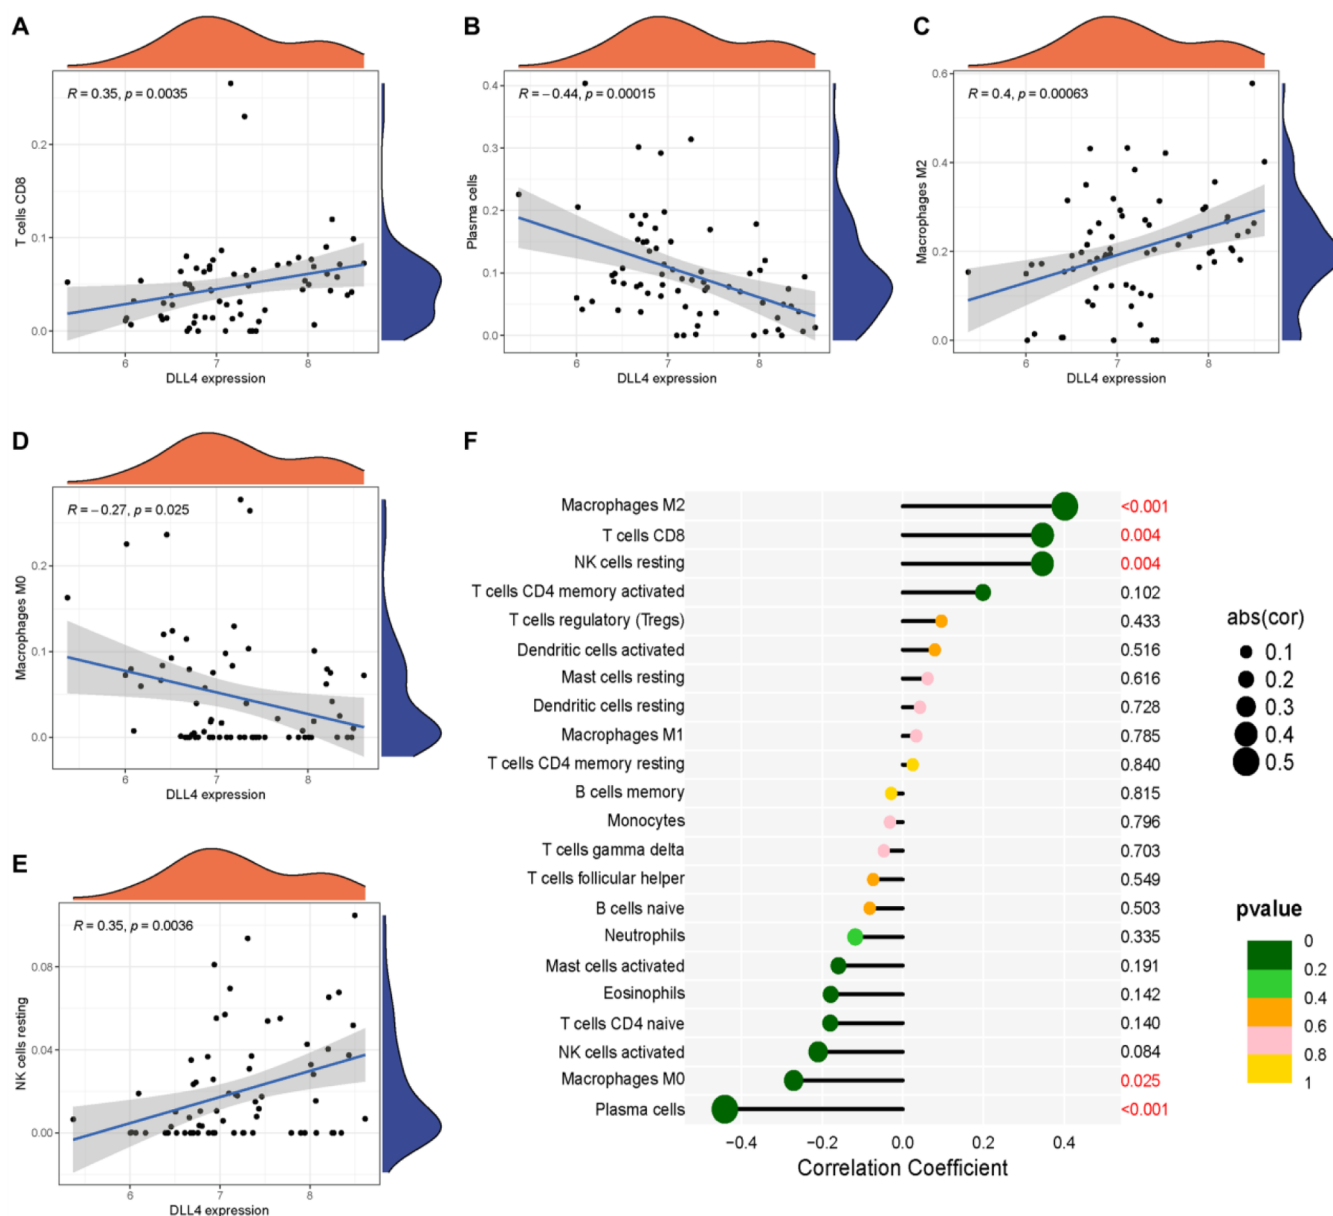 A
R = 0.35, p = 0.0035
T cells CD8
0.2
0.1
0.0
6 7 8
DLL4 expression
B
R = −0.44, p = 0.00015
Plasma cells
0.4
0.3
0.2
0.1
0.0
6 7 8
DLL4 expression
C
R = 0.4, p = 0.00063
Macrophages M2
0.6
0.4
0.2
0.0
6 7 8
DLL4 expression
D
R = −0.27, p = 0.025
Macrophages M0
0.2
0.1
0.0
6 7 8
DLL4 expression
E
R = 0.35, p = 0.0036
NK cells resting
0.08
0.04
0.00
6 7 8
DLL4 expression
F
Macrophages M2 <0.001
T cells CD8 0.004
NK cells resting 0.004
T cells CD4 memory activated 0.102
T cells regulatory (Tregs) 0.433
Dendritic cells activated 0.516
Mast cells resting 0.616
Dendritic cells resting 0.728
Macrophages M1 0.785
T cells CD4 memory resting 0.840
B cells memory 0.815
Monocytes 0.796
T cells gamma delta 0.703
T cells follicular helper 0.549
B cells naive 0.503
Neutrophils 0.335
Mast cells activated 0.191
Eosinophils 0.142
T cells CD4 naive 0.140
NK cells activated 0.084
Macrophages M0 0.025
Plasma cells <0.001
−0.4 −0.2 0.0 0.2 0.4
Correlation Coefficient
abs(cor)
0.1
0.2
0.3
0.4
0.5
pvalue
0
0.2
0.4
0.6
0.8
1